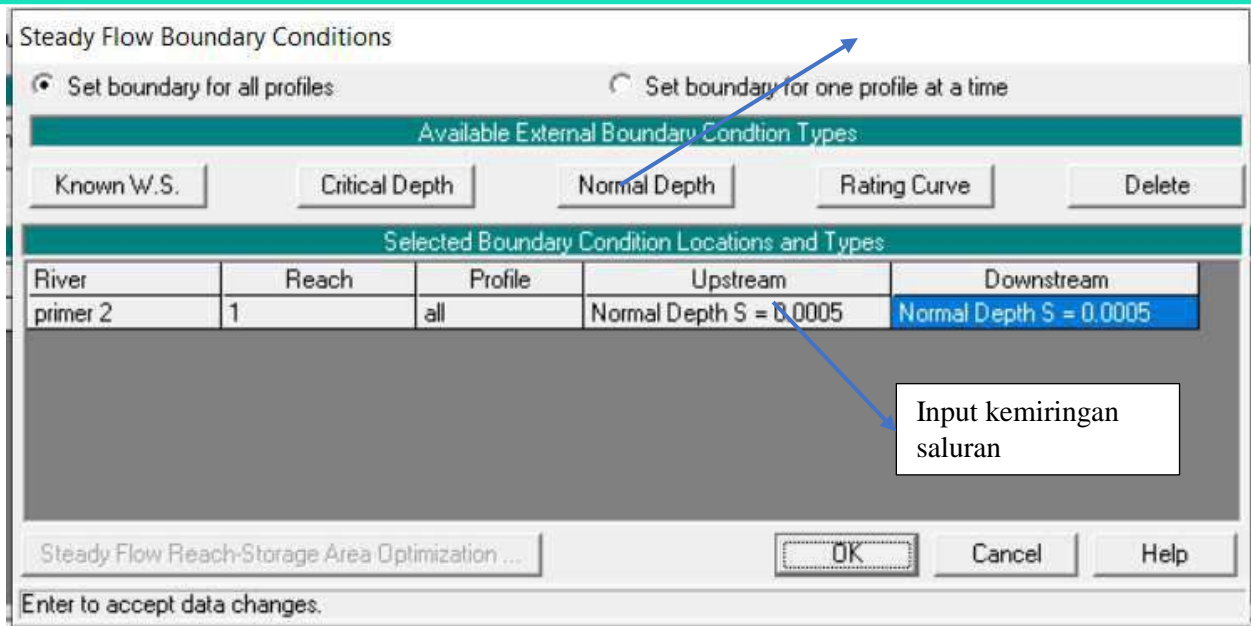 Steady Flow Boundary Conditions
Set boundary for all profiles
Set boundary for one profile at a time
Available External Boundary Condtion Types
Known W.S.
Critical Depth
Normal Depth
Rating Curve
Delete
Selected Boundary Condition Locations and Types
River Reach Profile Upstream Downstream
primer 2 1 all Normal Depth S = 0.0005 Normal Depth S = 0.0005
Input kemiringan
saluran
Steady Flow Reach-Storage Area Optimization ...
OK
Cancel
Help
Enter to accept data changes.